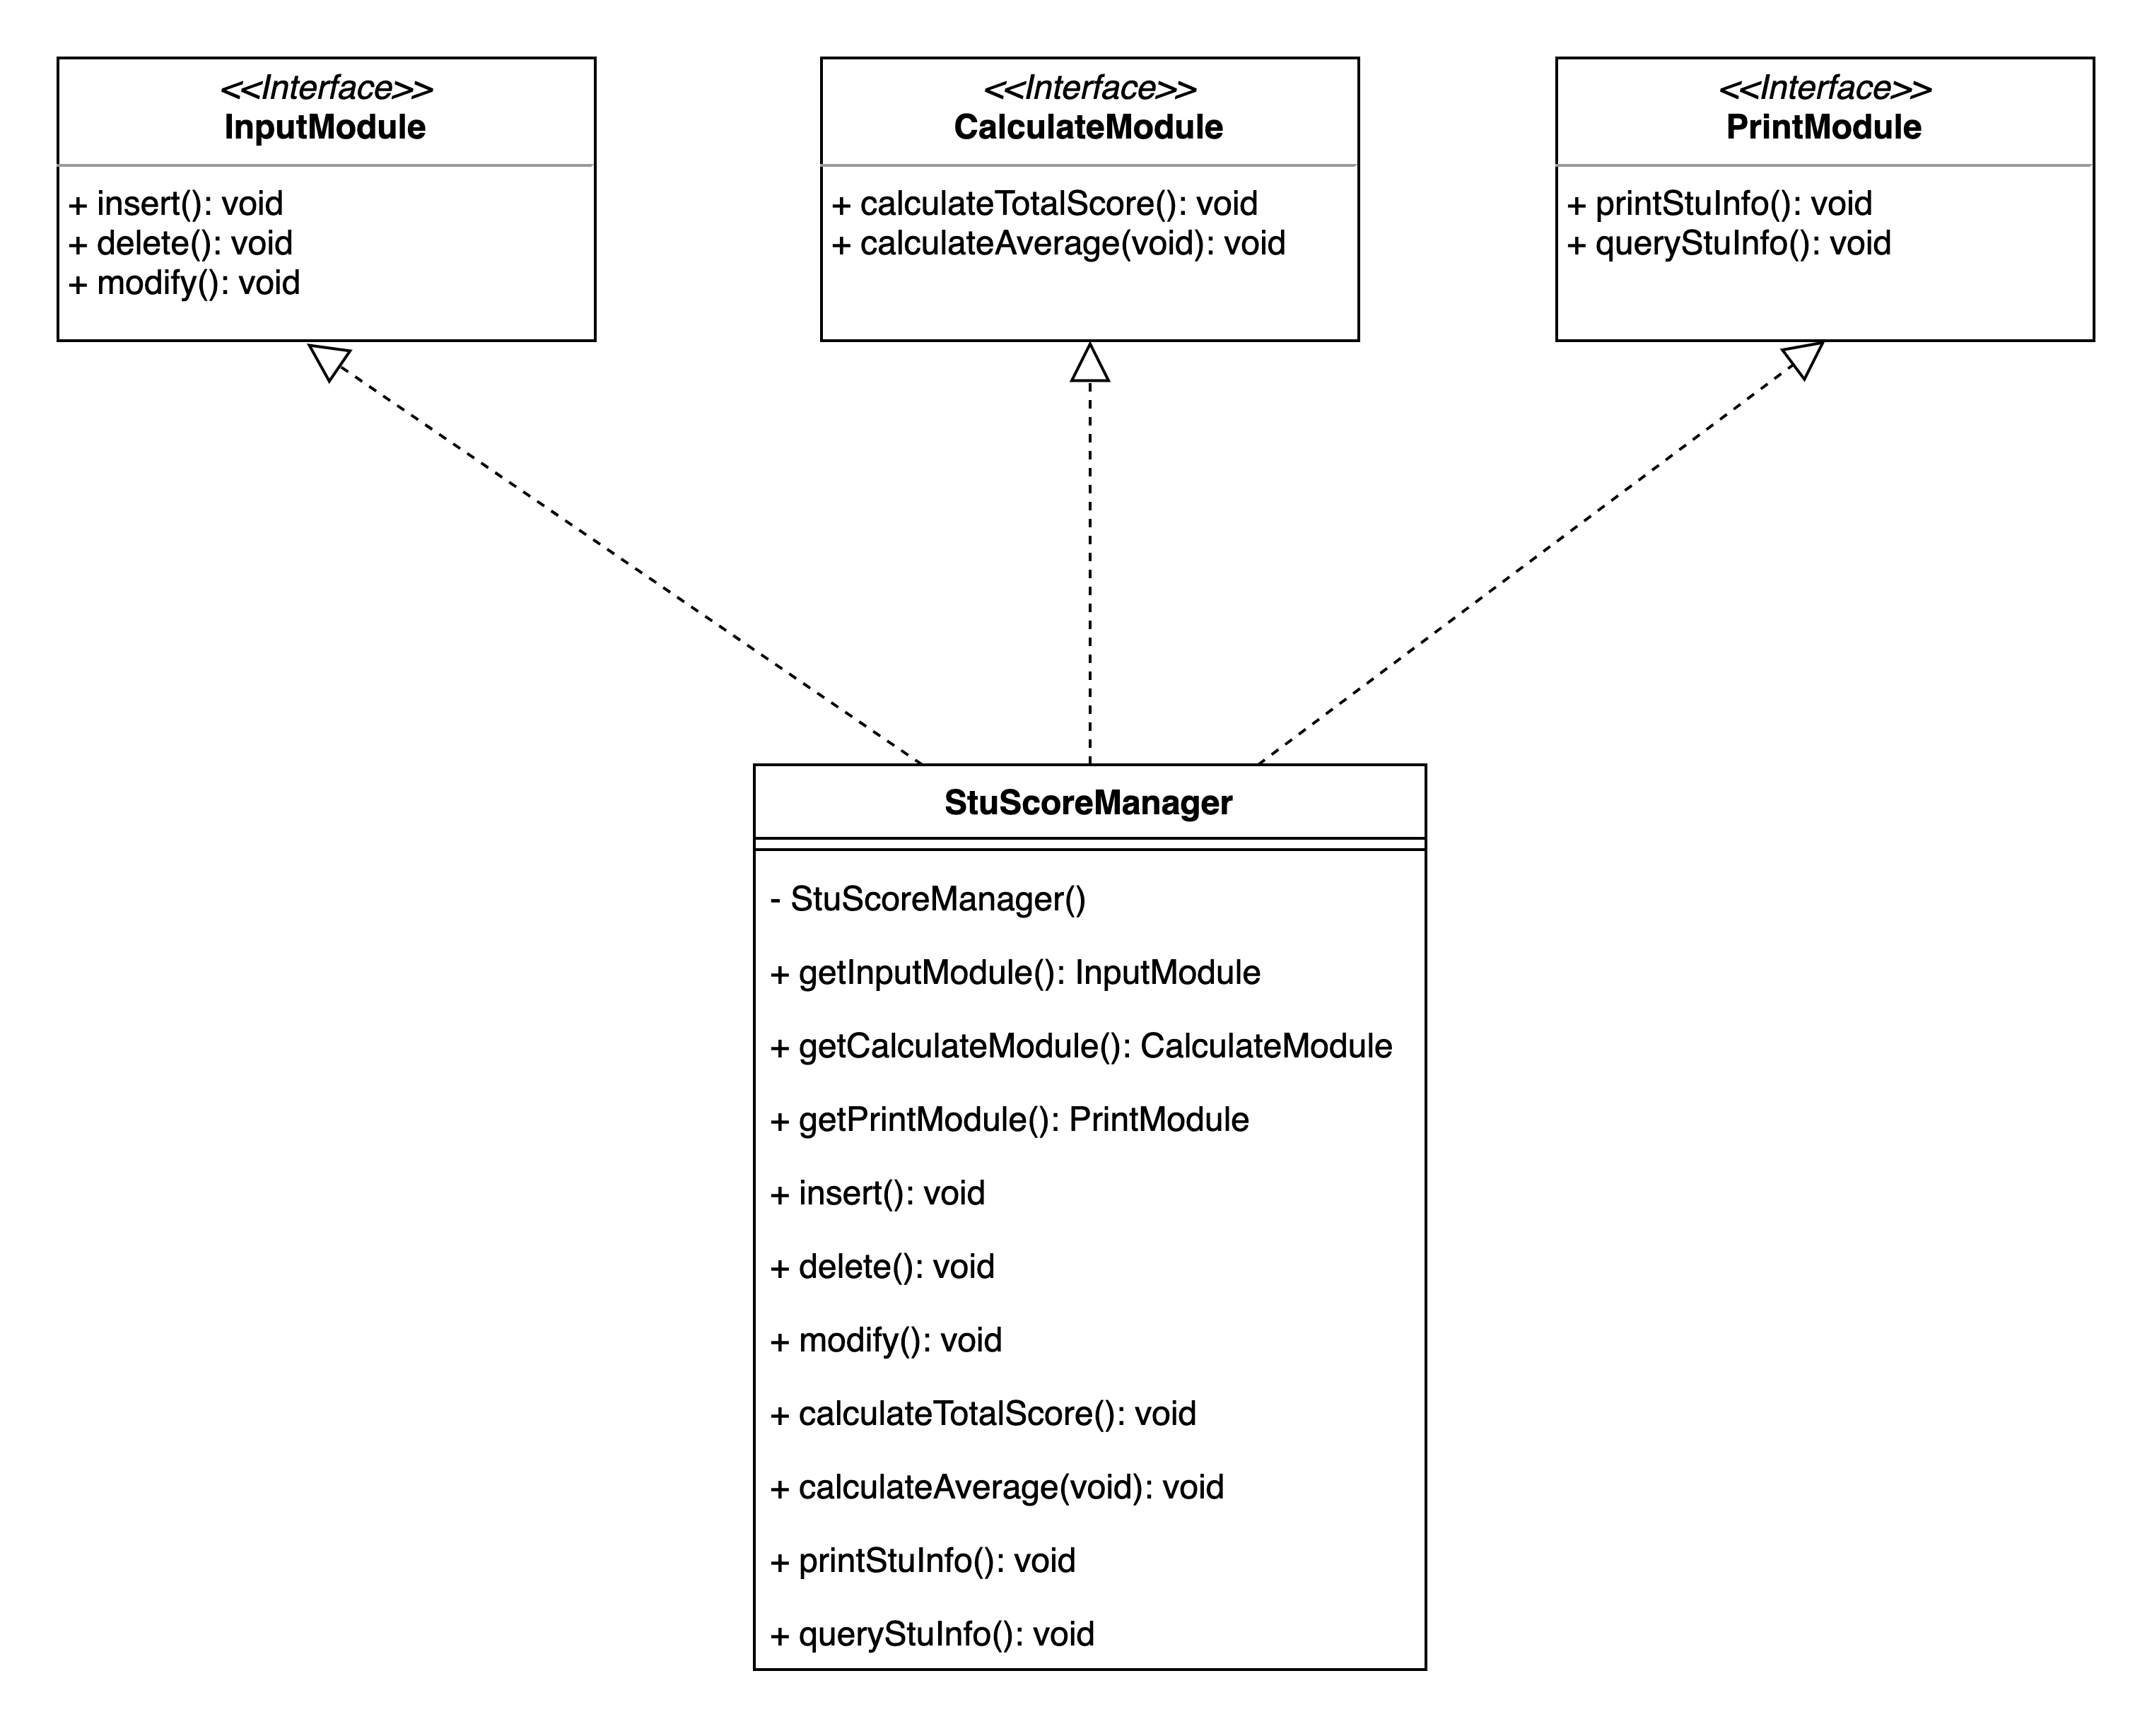 <<Interface>>
InputModule
+ insert(): void
+ delete(): void
+ modify(): void
<<Interface>>
CalculateModule
+ calculateTotalScore(): void
+ calculateAverage(void): void
<<Interface>>
PrintModule
+ printStuInfo(): void
+ queryStuInfo(): void
StuScoreManager
- StuScoreManager()
+ getInputModule(): InputModule
+ getCalculateModule(): CalculateModule
+ getPrintModule(): PrintModule
+ insert(): void
+ delete(): void
+ modify(): void
+ calculateTotalScore(): void
+ calculateAverage(void): void
+ printStuInfo(): void
+ queryStuInfo(): void